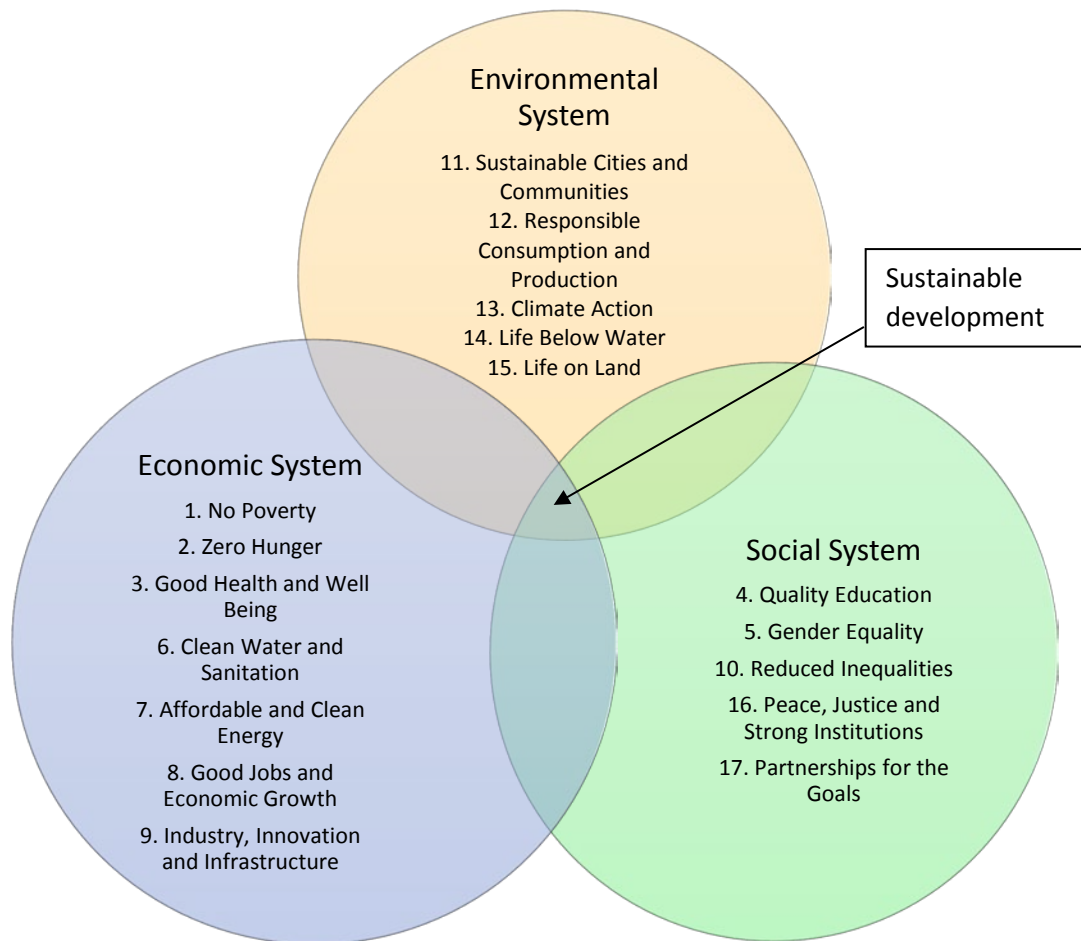 Environmental
System
11. Sustainable Cities and
Communities
12. Responsible
Consumption and
Production
13. Climate Action
14. Life Below Water
15. Life on Land
Sustainable
development
Economic System
1. No Poverty
2. Zero Hunger
3. Good Health and Well
Being
6. Clean Water and
Sanitation
7. Affordable and Clean
Energy
8. Good Jobs and
Economic Growth
9. Industry, Innovation
and Infrastructure
Social System
4. Quality Education
5. Gender Equality
10. Reduced Inequalities
16. Peace, Justice and
Strong Institutions
17. Partnerships for the
Goals